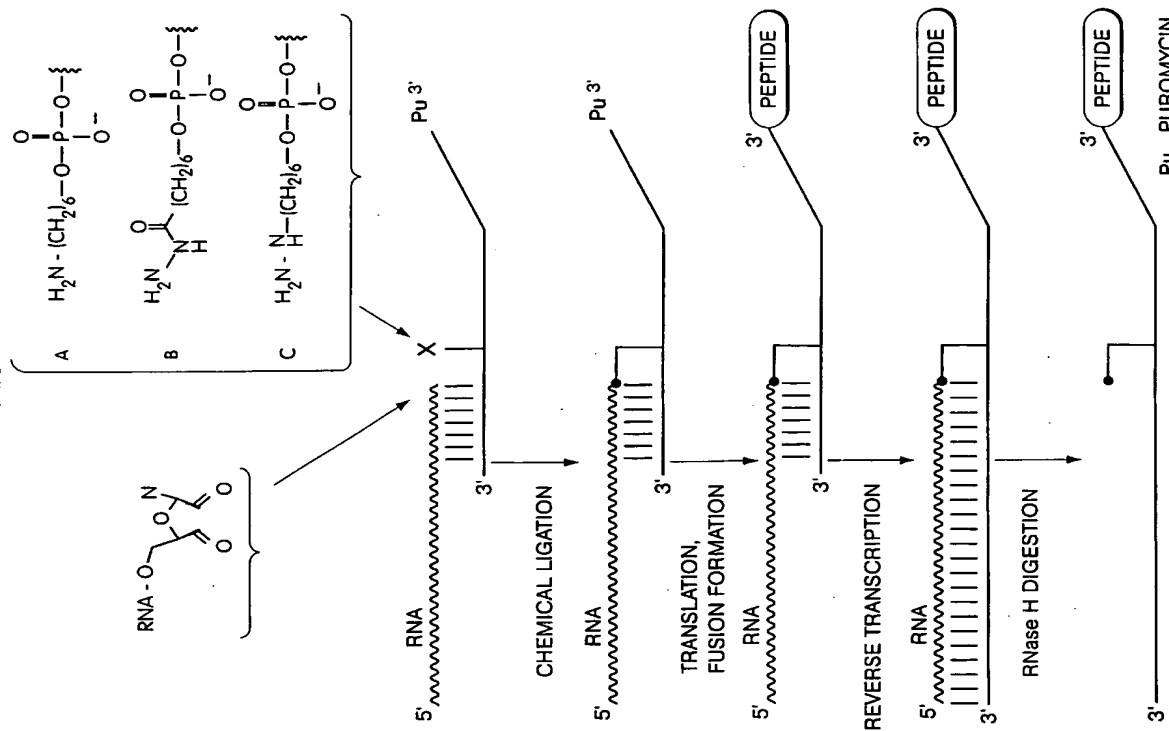 RNA - O
O
N
O
O
A
H₂N - (CH₂)₆-O-P-O
O
O⁻
B
H₂N
N
H
O
(CH₂)₆
O-P-O
O
O⁻
C
H₂N - N-(CH₂)₆-O-P-O
H
O
O⁻
X
RNA
5'
3'
Pu 3'
CHEMICAL LIGATION
RNA
5'
3'
Pu 3'
TRANSLATION,
FUSION FORMATION
RNA
5'
3'
3'
PEPTIDE
REVERSE TRANSCRIPTION
RNA
5'
3'
3'
PEPTIDE
RNase H DIGESTION
3'
3'
PEPTIDE
Pu PUROMYCIN